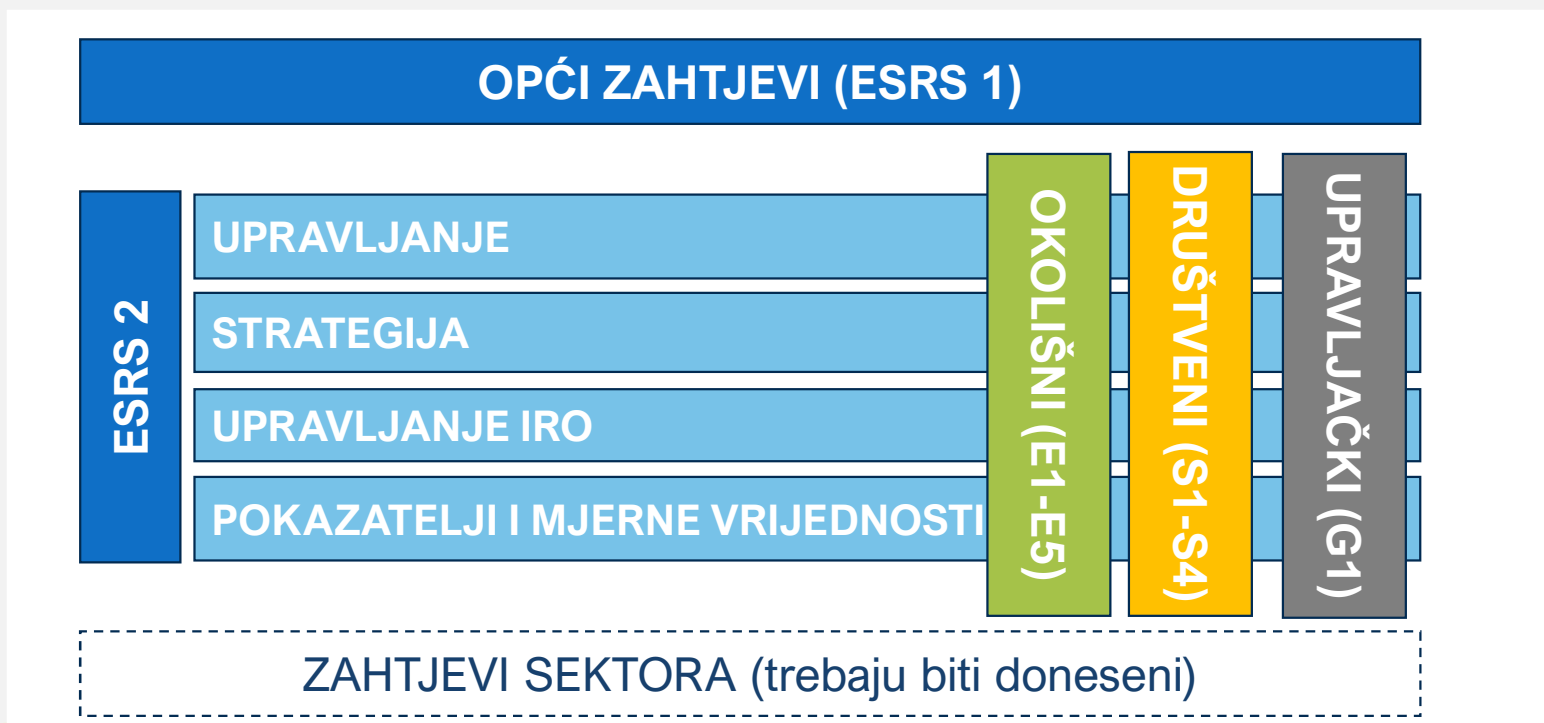 OPĆI ZAHTJEVI (ESRS 1)
ESRS 2
UPRAVLJANJE
STRATEGIJA
UPRAVLJANJE IRO
POKAZATELJI I MJERNE VRIJEDNOSTI
OKOLIŠNI (E1-E5)
DRUŠTVENI (S1-S4)
UPRAVLJAČKI (G1)
ZAHTJEVI SEKTORA (trebaju biti doneseni)